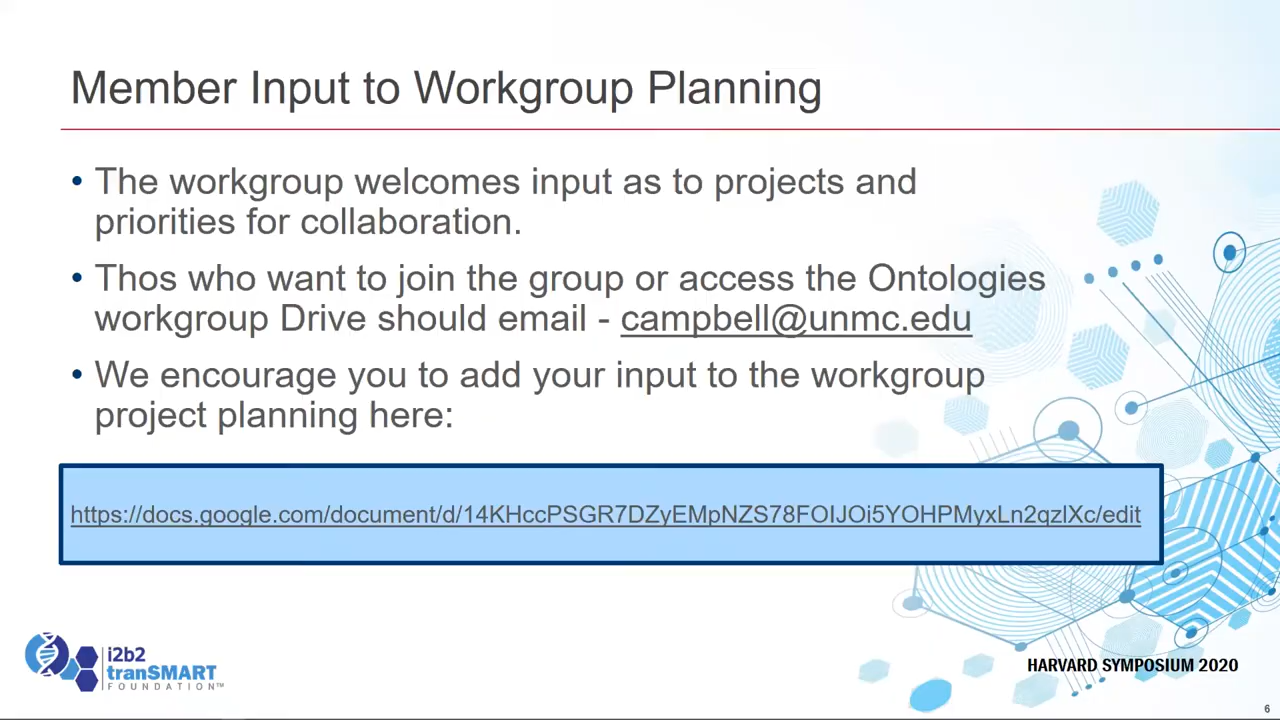 Member Input to Workgroup Planning
• The workgroup welcomes input as to projects and
priorities for collaboration.
• Thos who want to join the group or access the Ontologies
workgroup Drive should email - campbell@unmc.edu
• We encourage you to add your input to the workgroup
project planning here:
https://docs.google.com/document/d/14KHccPSGR7DZyEMpNZS78FOIJOi5YOHPMyxLn2qzlXc/edit
i2b2
tranSMART
FOUNDATION™
HARVARD SYMPOSIUM 2020
6